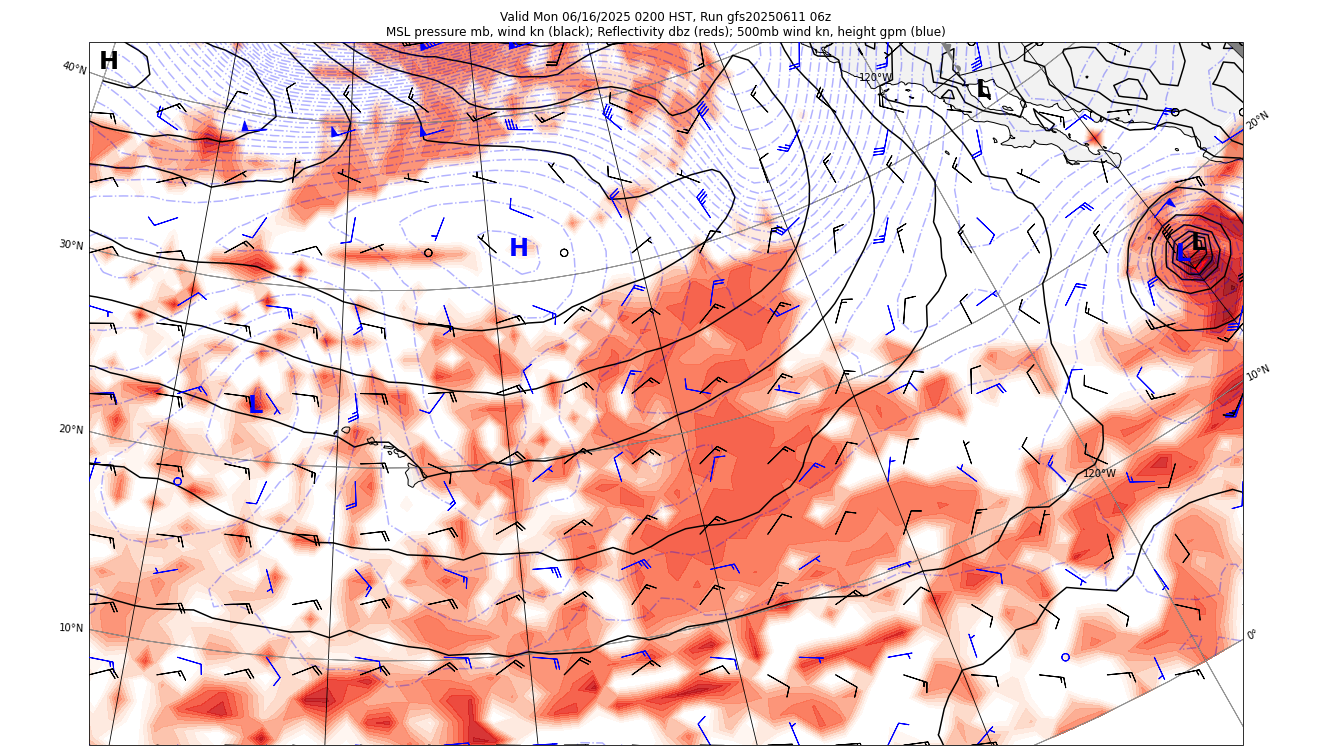 Valid Mon 06/16/2025 0200 HST, Run gfs20250611 06z
MSL pressure mb, wind kn (black); Reflectivity dbz (reds); 500mb wind kn, height gpm (blue)
H
40°N
120°W
L
20°N
30°N
H
L
L
10°N
L
20°N
120°W
10°N
0°